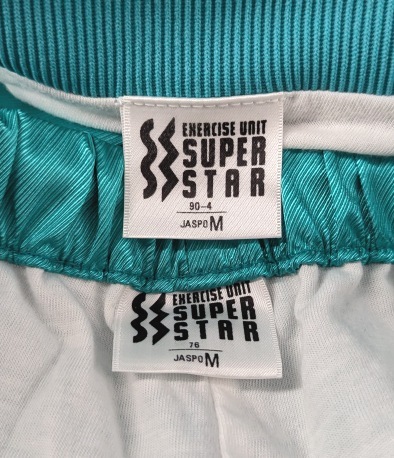 EXERCISE UNIT
SUPER
STAR
90-4
JASPO M
EXERCISE UNIT
SUPER
STAR
76
JASPO M